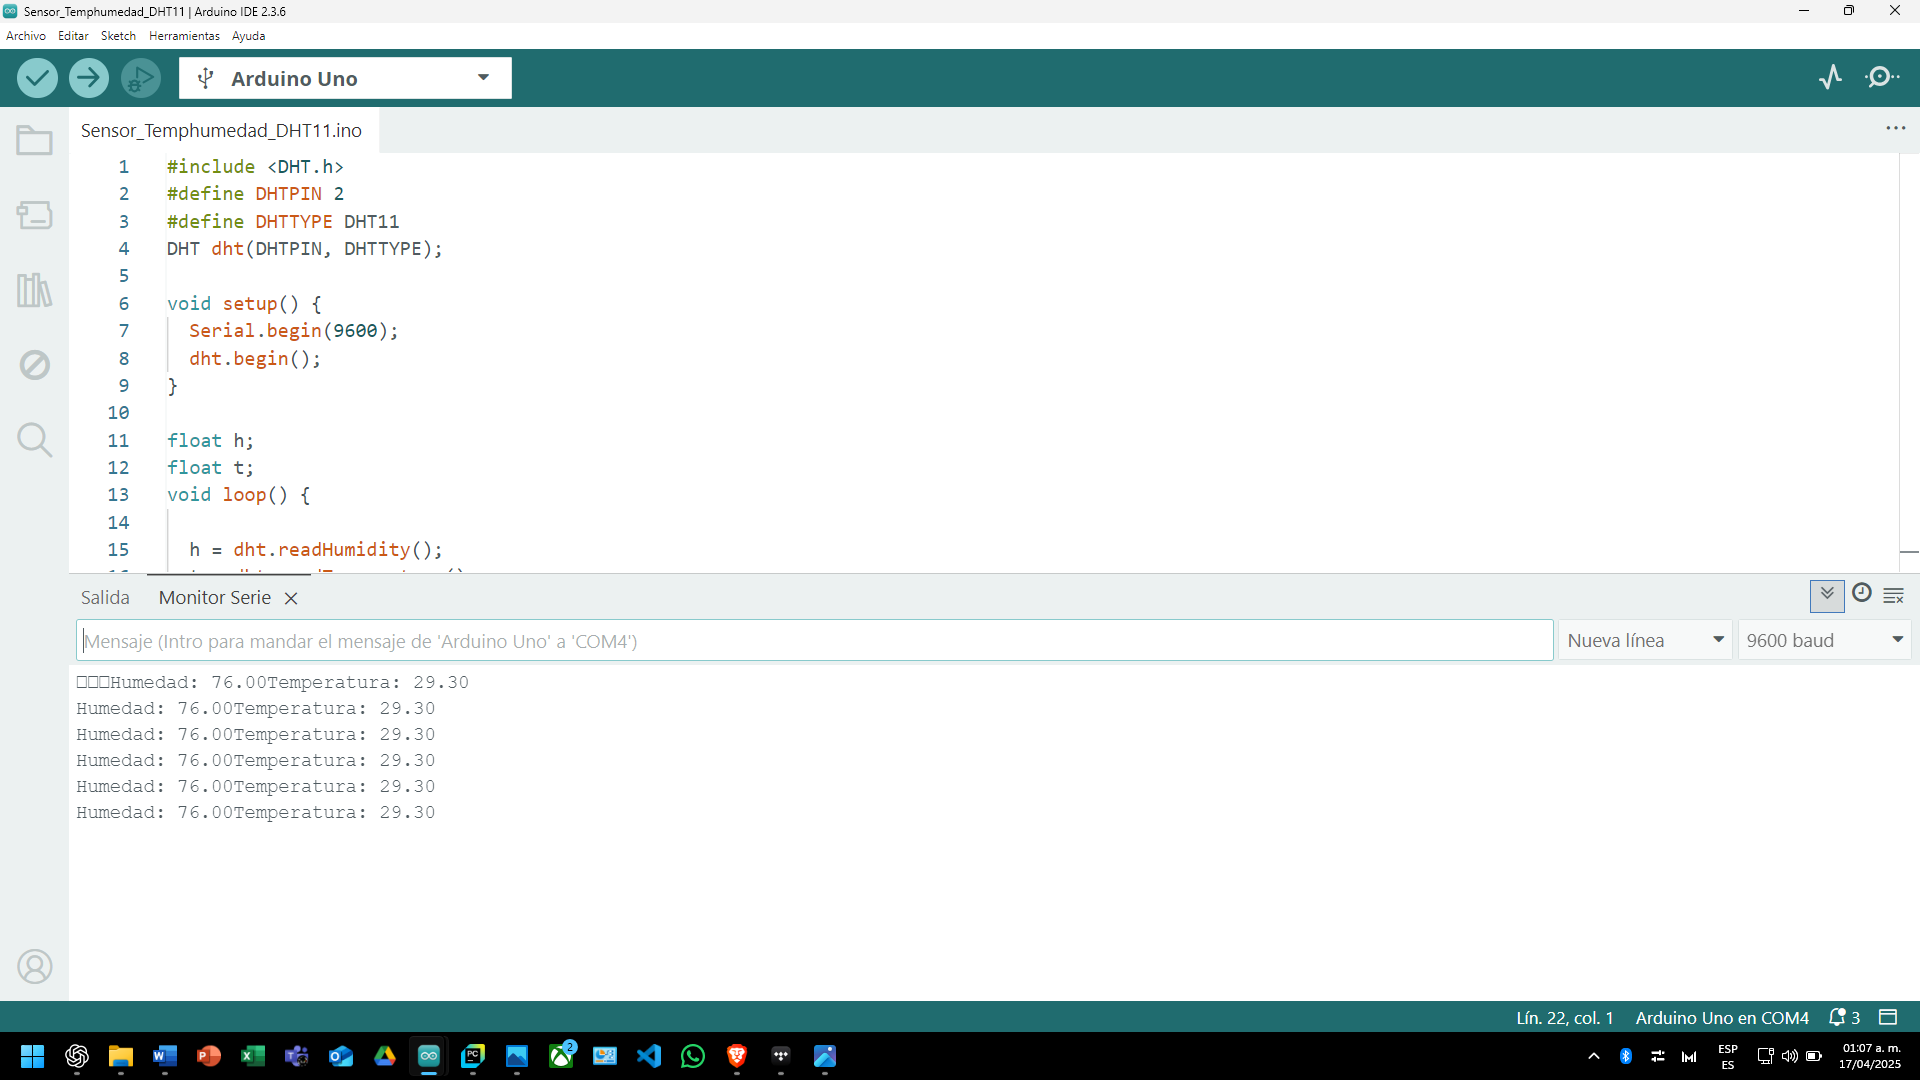 Sensor_Temphumedad_DHT11 | Arduino IDE 2.3.6
Archivo Editar Sketch Herramientas Ayuda
Arduino Uno
Sensor_Temphumedad_DHT11.ino
1 #include <DHT.h>
2 #define DHTPIN 2
3 #define DHTTYPE DHT11
4 DHT dht(DHTPIN, DHTTYPE);
5
6 void setup() {
7 Serial.begin(9600);
8 dht.begin();
9 }
10
11 float h;
12 float t;
13 void loop() {
14
15 h = dht.readHumidity();
Salida Monitor Serie
Mensaje (Intro para mandar el mensaje de 'Arduino Uno' a 'COM4') Nueva línea 9600 baud
□□□Humedad: 76.00Temperatura: 29.30
Humedad: 76.00Temperatura: 29.30
Humedad: 76.00Temperatura: 29.30
Humedad: 76.00Temperatura: 29.30
Humedad: 76.00Temperatura: 29.30
Humedad: 76.00Temperatura: 29.30
Lín. 22, col. 1 Arduino Uno en COM4 3
2
ESP
ES
01:07 a. m.
17/04/2025